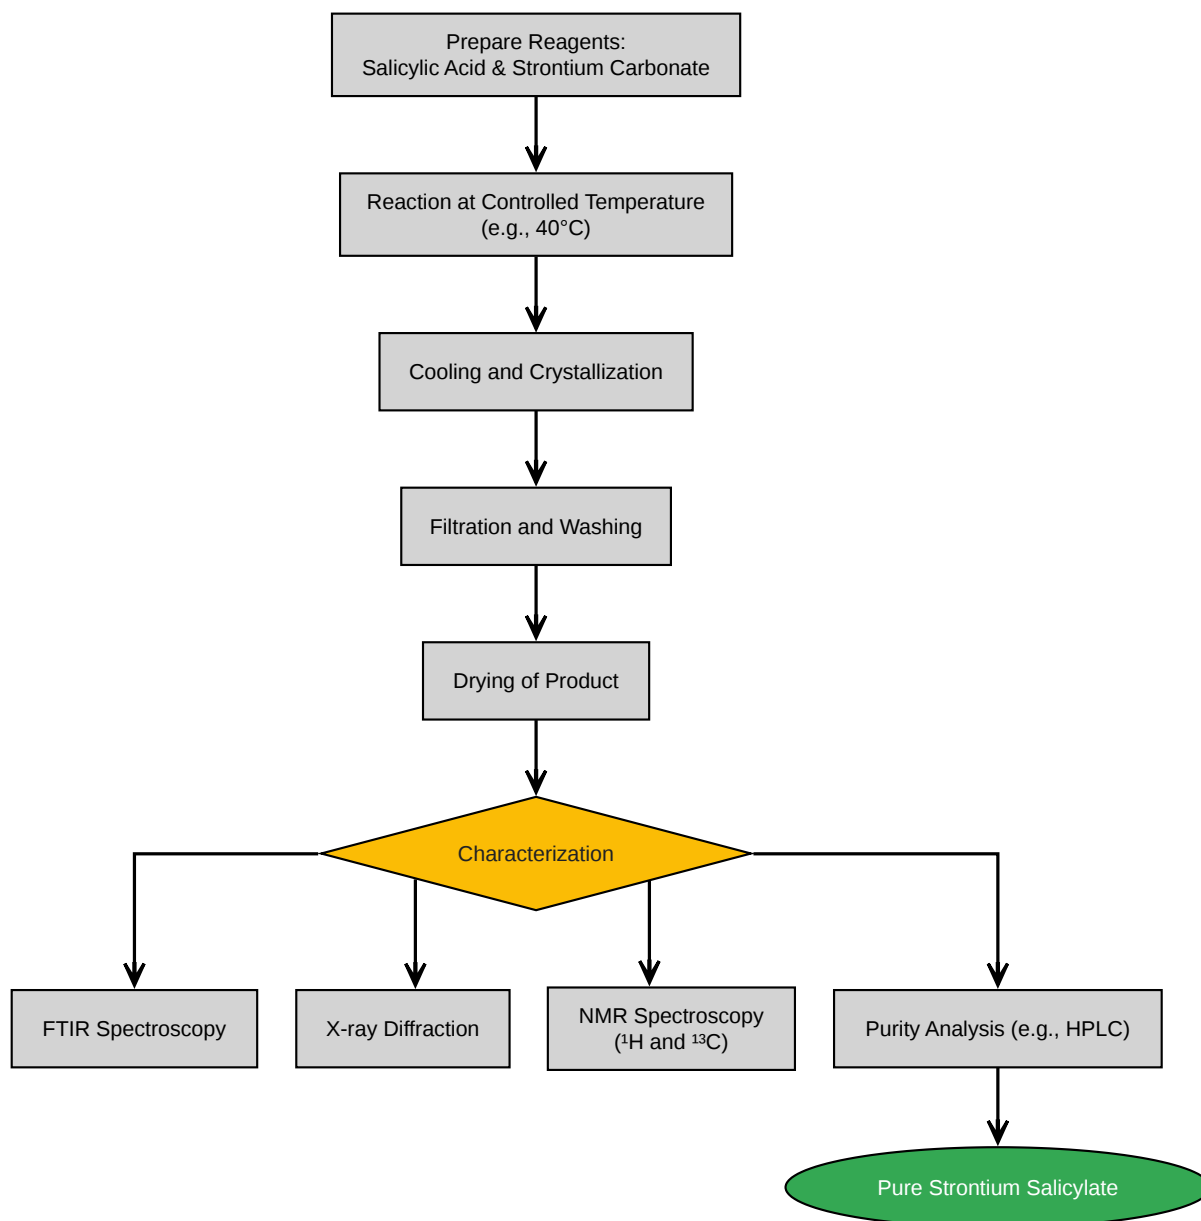 Prepare Reagents:
Salicylic Acid & Strontium Carbonate
Reaction at Controlled Temperature
(e.g., 40°C)
Cooling and Crystallization
Filtration and Washing
Drying of Product
Characterization
FTIR Spectroscopy
X-ray Diffraction
NMR Spectroscopy
(¹H and ¹³C)
Purity Analysis (e.g., HPLC)
Pure Strontium Salicylate